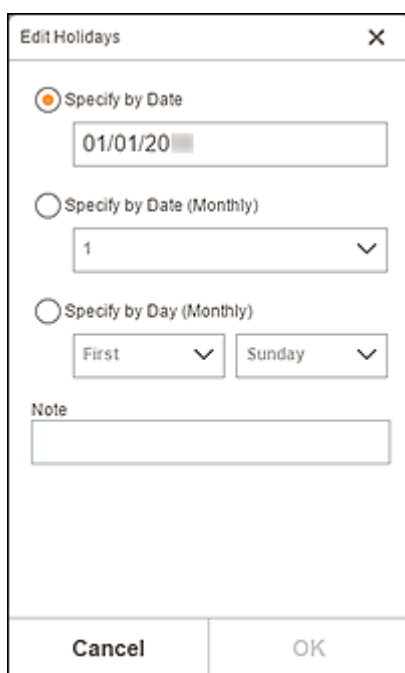 Edit Holidays
Specify by Date
01/01/20
Specify by Date (Monthly)
1
Specify by Day (Monthly)
First Sunday
Note
Cancel OK